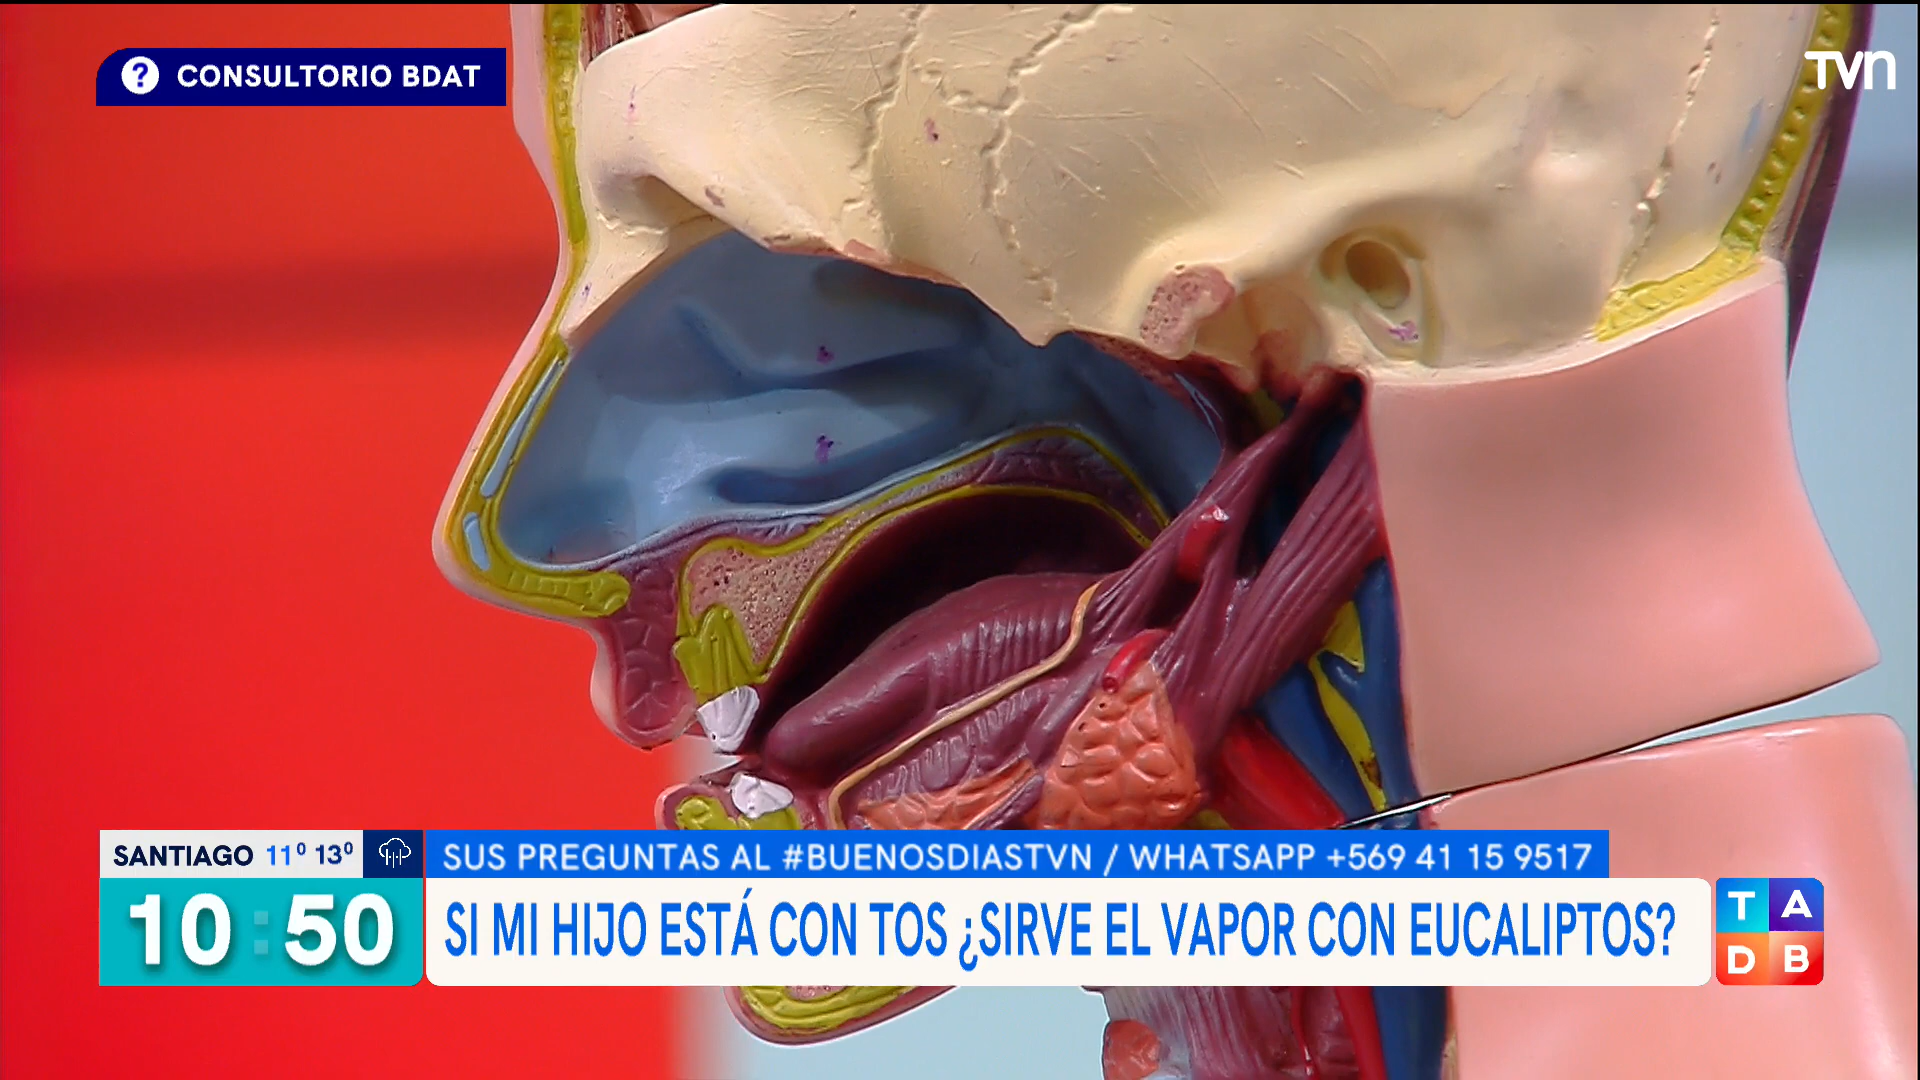 ? CONSULTORIO BDAT
TVN
SANTIAGO 11° 13°
SUS PREGUNTAS AL #BUENOSDIASTVN / WHATSAPP +569 41 15 9517
10:50
SI MI HIJO ESTÁ CON TOS ¿SIRVE EL VAPOR CON EUCALIPTOS?
T A
D B